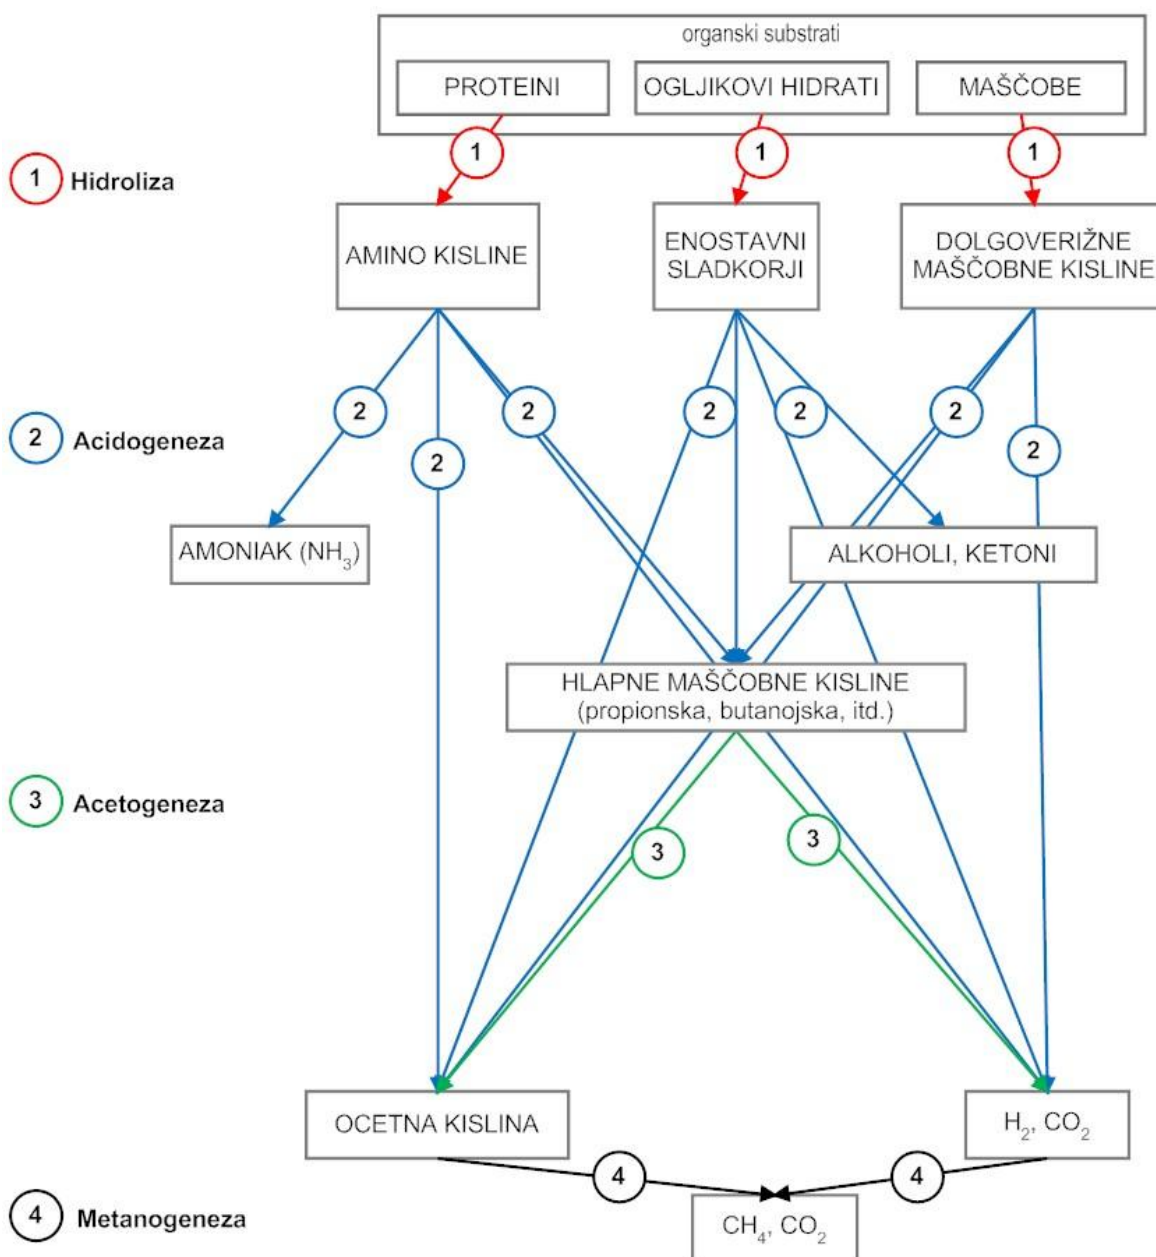 organski substrati
PROTEINI
OGLJIKOVI HIDRATI
MAŠČOBE
1
1
1
1 Hidroliza
AMINO KISLINE
ENOSTAVNI
SLADKORJI
DOLGOVERIŽNE
MAŠČOBNE KISLINE
2
2
2
2
2
2 Acidogeneza
2
2
AMONIAK (NH₃)
ALKOHOLI, KETONI
HLAPNE MAŠČOBNE KISLINE
(propionska, butanojska, itd.)
3 Acetogeneza
3
3
OCETNA KISLINA
H₂, CO₂
4
4
4 Metanogeneza
CH₄, CO₂